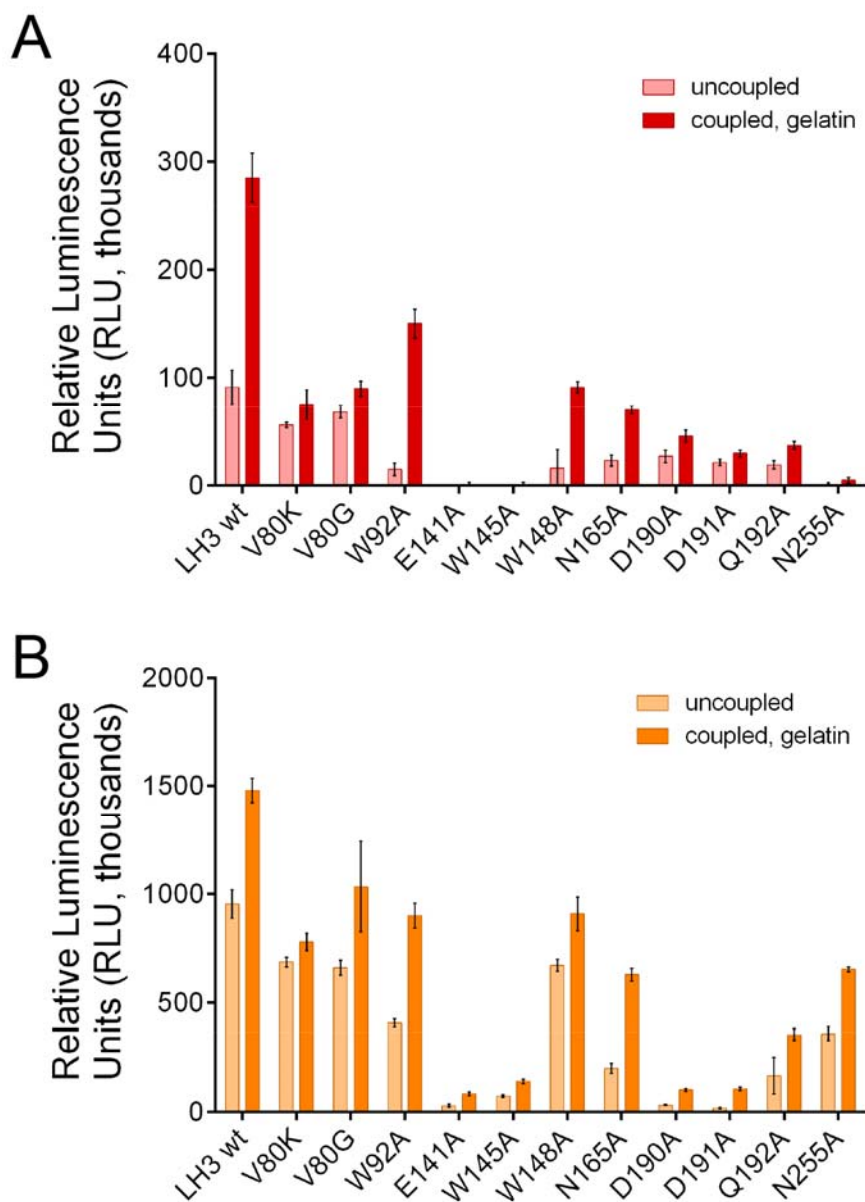 A
Relative Luminescence
Units (RLU, thousands)
400
300
200
100
0
uncoupled
coupled, gelatin
LH3 wt
V80K
V80G
W92A
E141A
W145A
W148A
N165A
D190A
D191A
Q192A
N255A
B
Relative Luminescence
Units (RLU, thousands)
2000
1500
1000
500
0
uncoupled
coupled, gelatin
LH3 wt
V80K
V80G
W92A
E141A
W145A
W148A
N165A
D190A
D191A
Q192A
N255A